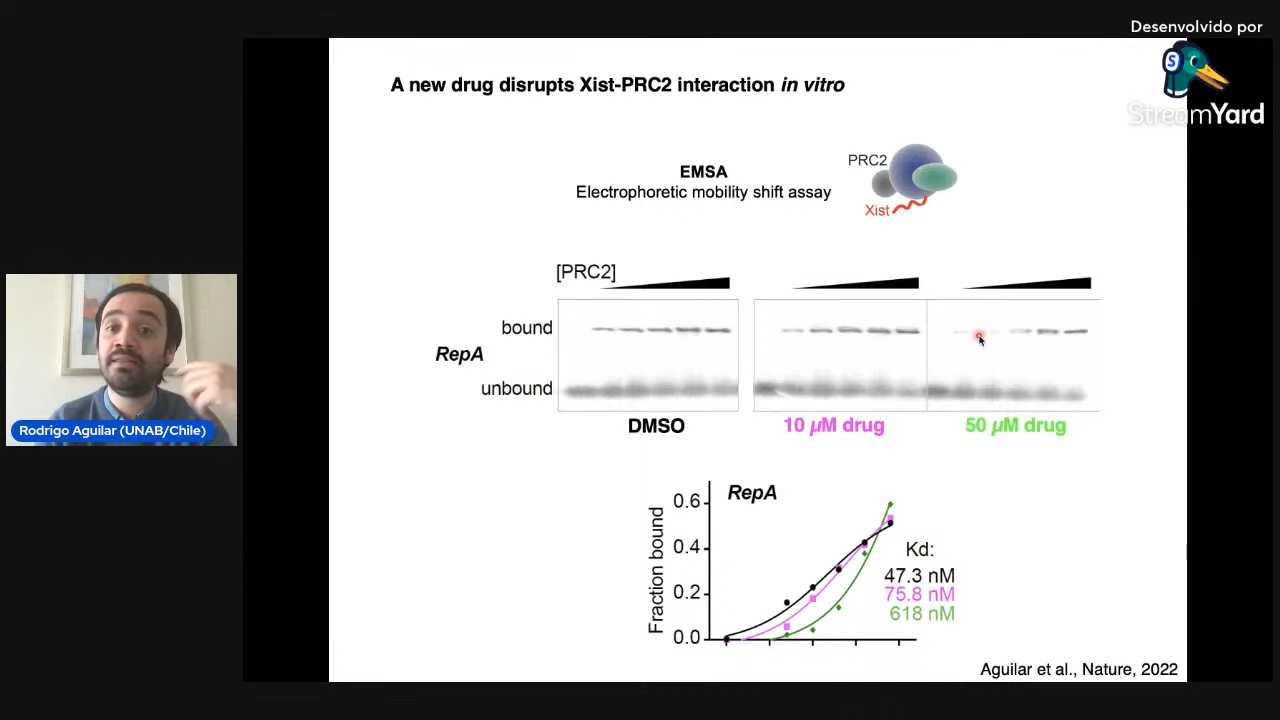 Desenvolvido por
StreamYard
A new drug disrupts Xist-PRC2 interaction in vitro
EMSA
Electrophoretic mobility shift assay
PRC2
Xist
[PRC2]
bound
RepA
unbound
DMSO
10 µM drug
50 µM drug
Rodrigo Aguilar (UNAB/Chile)
RepA
Fraction bound
0.6
0.4
0.2
0.0
Kd:
47.3 nM
75.8 nM
618 nM
Aguilar et al., Nature, 2022